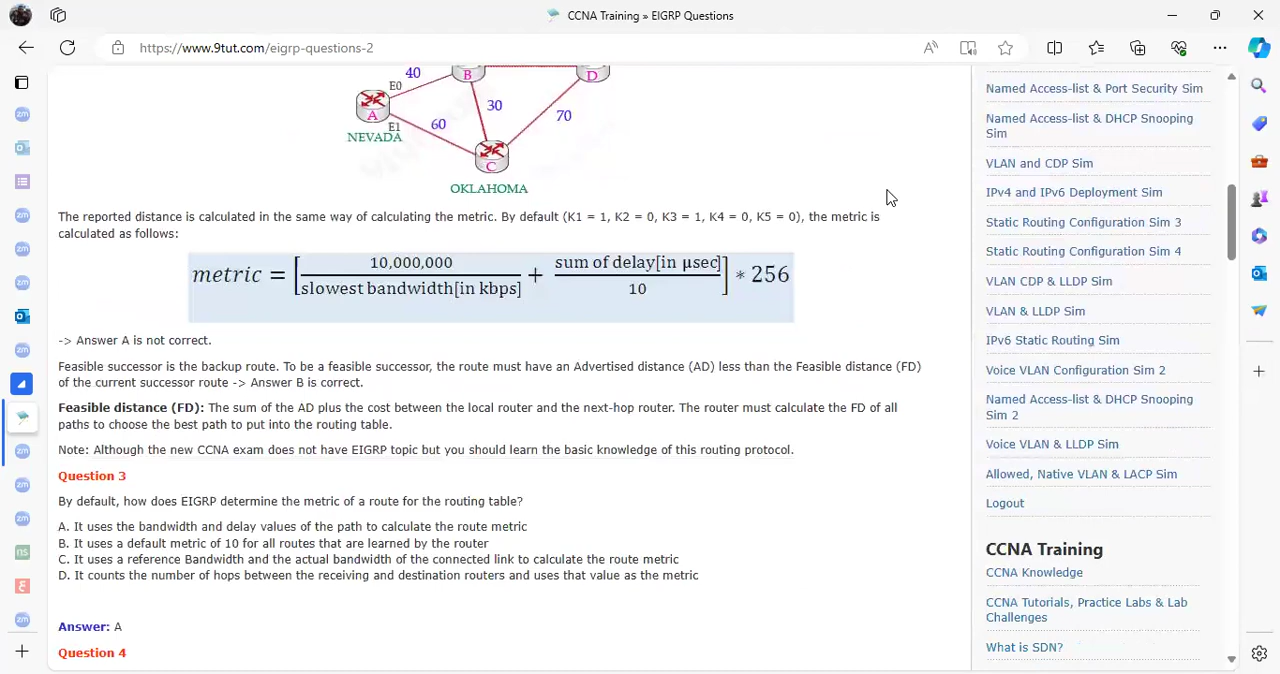 CCNA Training » EIGRP Questions
https://www.9tut.com/eigrp-questions-2
40
E0
B
D
A
30
E1
60
70
NEVADA
C
OKLAHOMA
The reported distance is calculated in the same way of calculating the metric. By default (K1 = 1, K2 = 0, K3 = 1, K4 = 0, K5 = 0), the metric is
calculated as follows:
metric = [ 10,000,000 / slowest bandwidth[in kbps] + sum of delay[in µsec] / 10 ] * 256
-> Answer A is not correct.
Feasible successor is the backup route. To be a feasible successor, the route must have an Advertised distance (AD) less than the Feasible distance (FD)
of the current successor route -> Answer B is correct.
Feasible distance (FD): The sum of the AD plus the cost between the local router and the next-hop router. The router must calculate the FD of all
paths to choose the best path to put into the routing table.
Note: Although the new CCNA exam does not have EIGRP topic but you should learn the basic knowledge of this routing protocol.
Question 3
By default, how does EIGRP determine the metric of a route for the routing table?
A. It uses the bandwidth and delay values of the path to calculate the route metric
B. It uses a default metric of 10 for all routes that are learned by the router
C. It uses a reference Bandwidth and the actual bandwidth of the connected link to calculate the route metric
D. It counts the number of hops between the receiving and destination routers and uses that value as the metric
Answer: A
Question 4
Named Access-list & Port Security Sim
Named Access-list & DHCP Snooping
Sim
VLAN and CDP Sim
IPv4 and IPv6 Deployment Sim
Static Routing Configuration Sim 3
Static Routing Configuration Sim 4
VLAN CDP & LLDP Sim
VLAN & LLDP Sim
IPv6 Static Routing Sim
Voice VLAN Configuration Sim 2
Named Access-list & DHCP Snooping
Sim 2
Voice VLAN & LLDP Sim
Allowed, Native VLAN & LACP Sim
Logout
CCNA Training
CCNA Knowledge
CCNA Tutorials, Practice Labs & Lab
Challenges
What is SDN?